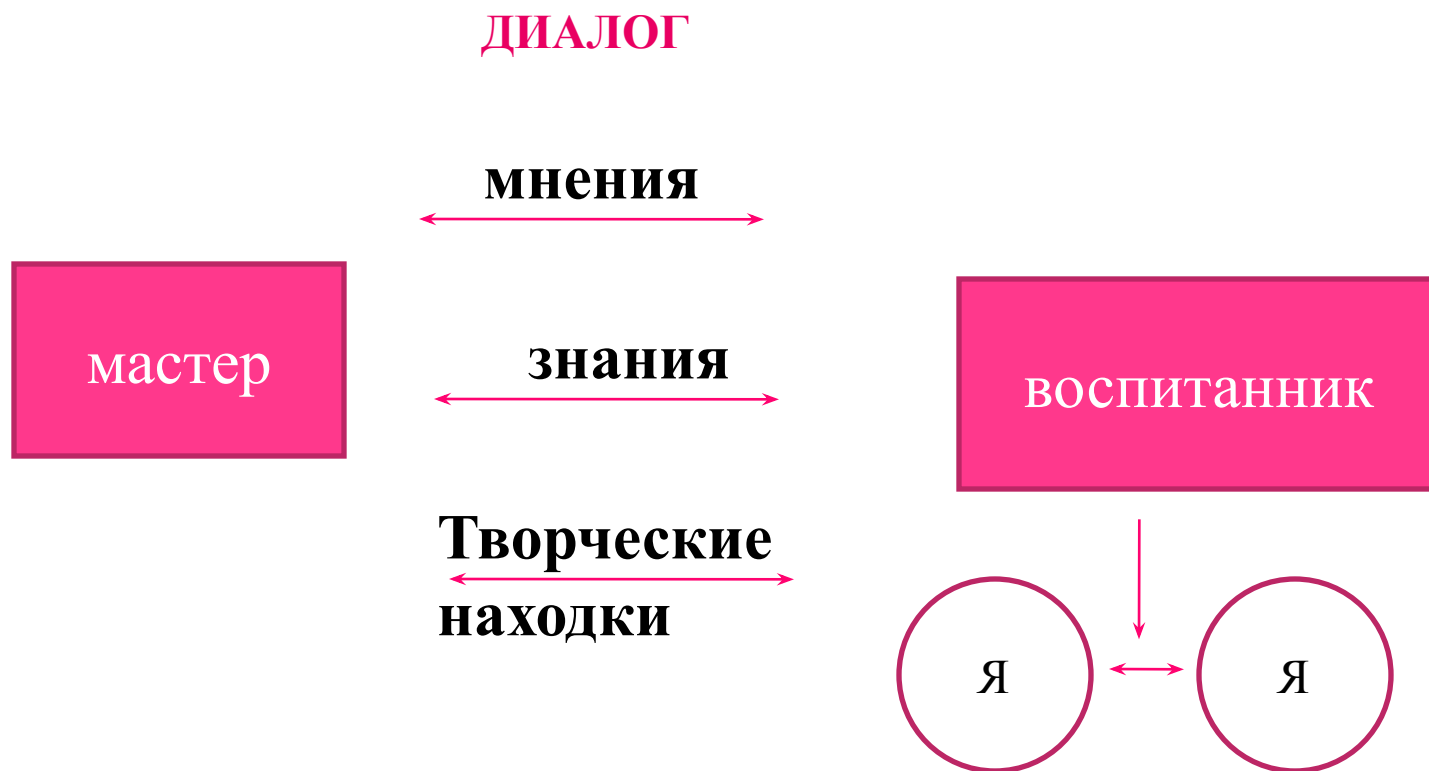 ДИАЛОГ
мнения
мастер
знания
воспитанник
Творческие
находки
Я
Я